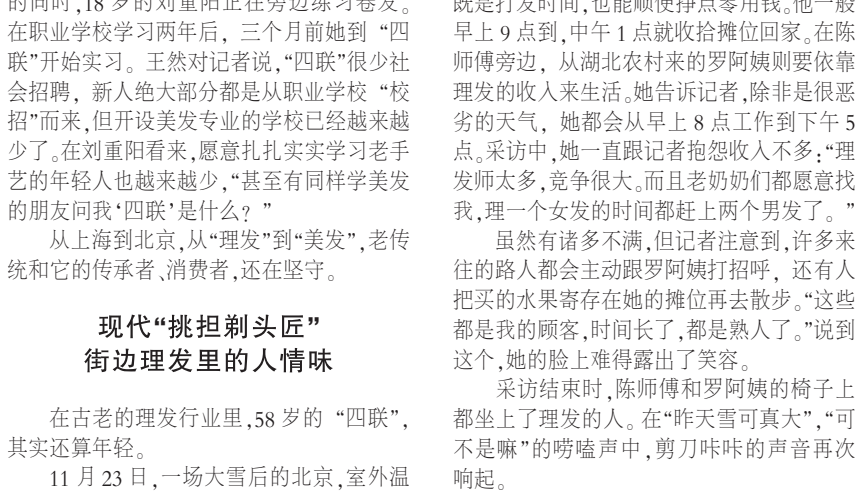 的同时,18 岁的刘重阳正在旁边练习卷发。
在职业学校学习两年后，三个月前她到“四
联”开始实习。王然对记者说,“四联”很少社
会招聘，新人绝大部分都是从职业学校“校
招”而来,但开设美发专业的学校已经越来越
少了。在刘重阳看来,愿意扎扎实实学习老手
艺的年轻人也越来越少,“甚至有同样学美发
的朋友问我‘四联’是什么？”
从上海到北京,从“理发”到“美发”,老传
统和它的传承者、消费者,还在坚守。
现代“挑担剃头匠”
街边理发里的人情味
在古老的理发行业里,58 岁的“四联”,
其实还算年轻。
11 月 23 日,一场大雪后的北京,室外温
既是打发时间,也能顺便挣点零用钱。他一般
早上 9 点到,中午 1 点就收拾摊位回家。在陈
师傅旁边，从湖北农村来的罗阿姨则要依靠
理发的收入来生活。她告诉记者,除非是很恶
劣的天气，她都会从早上 8 点工作到下午 5
点。采访中,她一直跟记者抱怨收入不多:“理
发师太多,竞争很大。而且老奶奶们都愿意找
我,理一个女发的时间都赶上两个男发了。”
虽然有诸多不满,但记者注意到,许多来
往的路人都会主动跟罗阿姨打招呼，还有人
把买的水果寄存在她的摊位再去散步。“这些
都是我的顾客,时间长了,都是熟人了。”说到
这个,她的脸上难得露出了笑容。
采访结束时,陈师傅和罗阿姨的椅子上
都坐上了理发的人。在“昨天雪可真大”,“可
不是嘛”的唠嗑声中,剪刀咔咔的声音再次
响起。